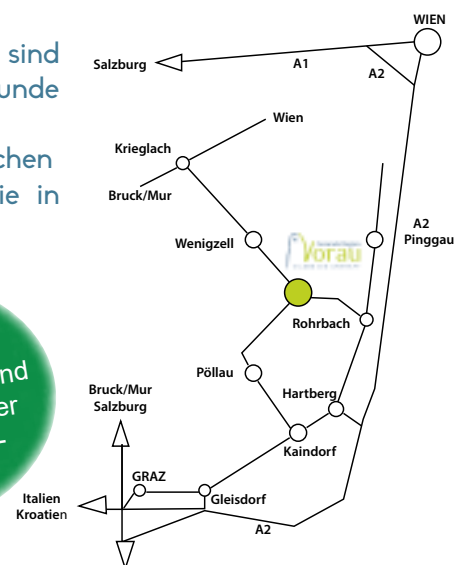 sind
unde
chen
ie in
nd
er
-
WIEN
Salzburg
A1
A2
Wien
Krieglach
Bruck/Mur
A2
Pinggau
Wenigzell
Vorau
Rohrbach
Pöllau
Hartberg
Bruck/Mur
Salzburg
Kaindorf
GRAZ
Italien
Kroatien
Gleisdorf
A2